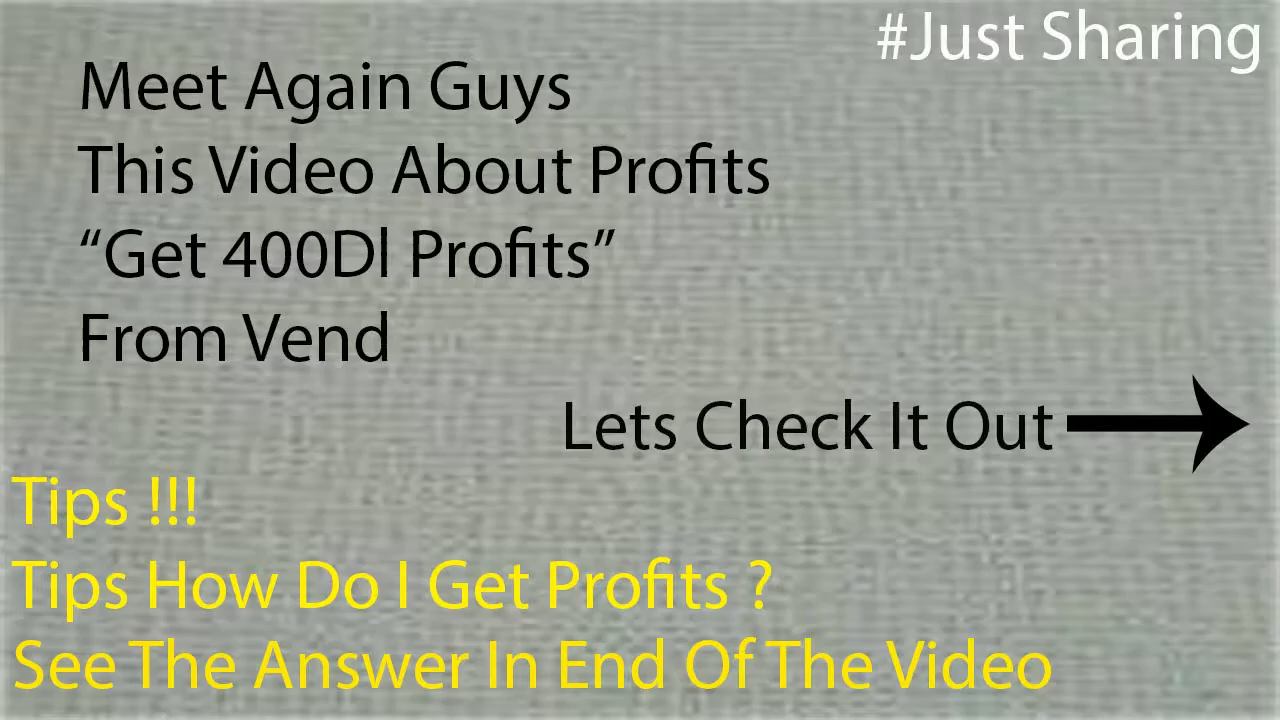 #Just Sharing
Meet Again Guys
This Video About Profits
“Get 400Dl Profits”
From Vend
Lets Check It Out
Tips !!!
Tips How Do I Get Profits ?
See The Answer In End Of The Video